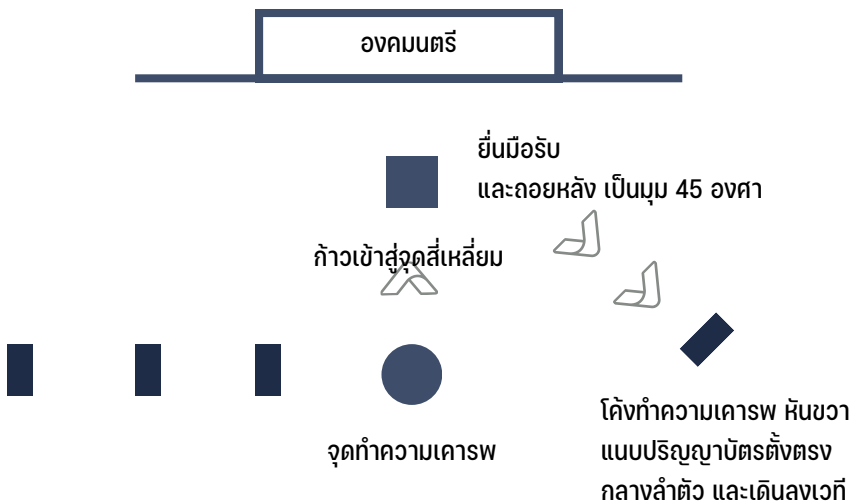 องคมนตรี
ยื่นมือรับ
และถอยหลัง เป็นมุม 45 องศา
ก้าวเข้าสู่จุดสี่เหลี่ยม
จุดทำความเคารพ
โค้งทำความเคารพ หันขวา
แนบปริญญาบัตรตั้งตรง
กลางลำตัว และเดินลงเวที